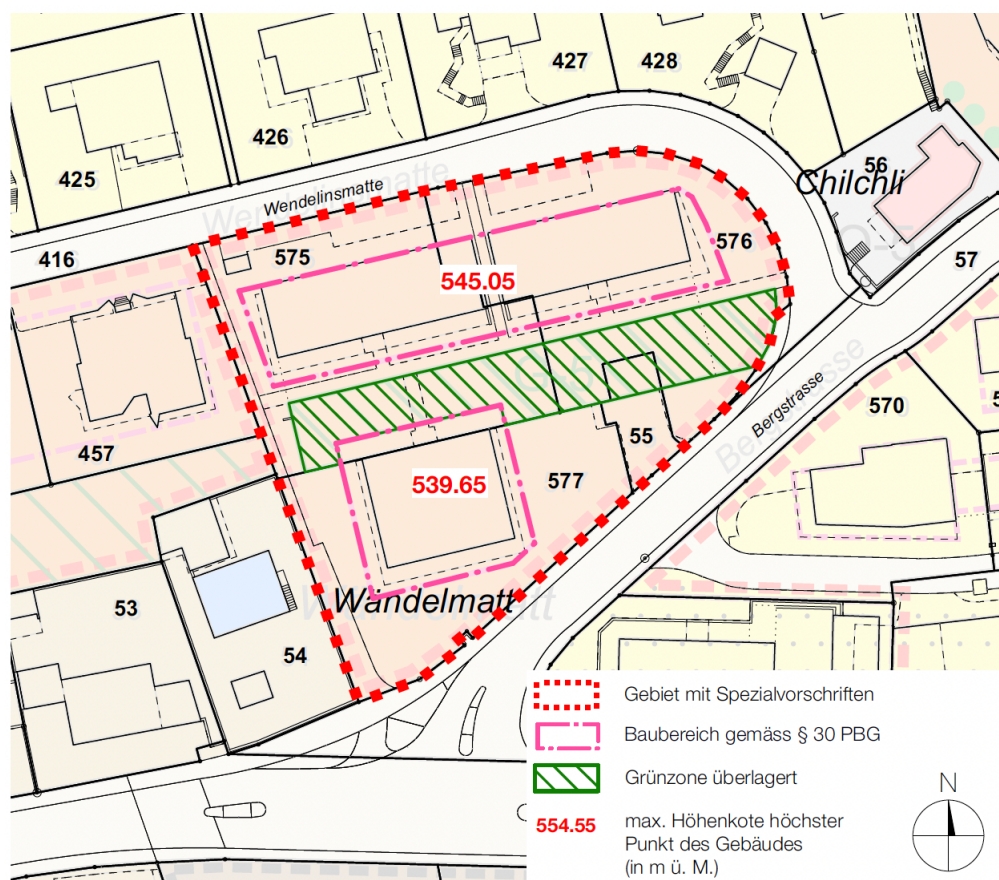 427
428
426
425
56
Chilchli
Wendelinsmatte
Wendelinsmatte
416
575
576
57
545.05
Bergstrasse
Bergstrasse
570
457
55
539.65
577
Wandelmatt
53
54
Gebiet mit Spezialvorschriften
Baubereich gemäss § 30 PBG
Grünzone überlagert
554.55 max. Höhenkote höchster
Punkt des Gebäudes
(in m ü. M.)
N